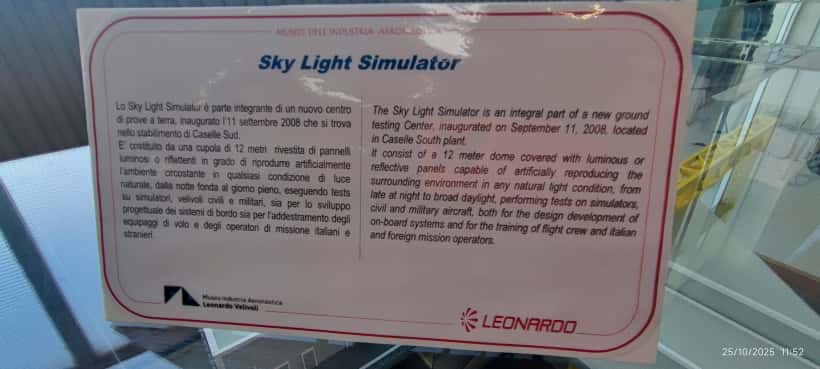 MUSEO DELL'INDUSTRIA AERON
Sky Light Simulator
Lo Sky Light Simulator è parte integrante di un nuovo centro
di prove a terra, inaugurato l'11 settembre 2008 che si trova
nello stabilimento di Caselle Sud.
E' costituito da una cupola di 12 metri rivestita di pannelli
luminosi o riflettenti in grado di riprodurre artificialmente
l'ambiente circostante in qualsiasi condizione di luce
naturale, dalla notte fonda al giorno pieno, eseguendo tests
su simulatori, velivoli civili e militari, sia per lo sviluppo
progettuale dei sistemi di bordo sia per l'addestramento degli
equipaggi di volo e degli operatori di missione italiani e
stranieri.
The Sky Light Simulator is an integral part of a new ground
testing Center, inaugurated on September 11, 2008, located
in Caselle South plant.
It consist of a 12 meter dome covered with luminous or
reflective panels capable of artificially reproducing the
surrounding environment in any natural light condition, from
late at night to broad daylight, performing tests on simulators,
civil and military aircraft, both for the design development of
on-board systems and for the training of flight crew and italian
and foreign mission operators.
Museo Industria Aeronautica
Leonardo Velivoli
LEONARDO
25/10/2025 11:52